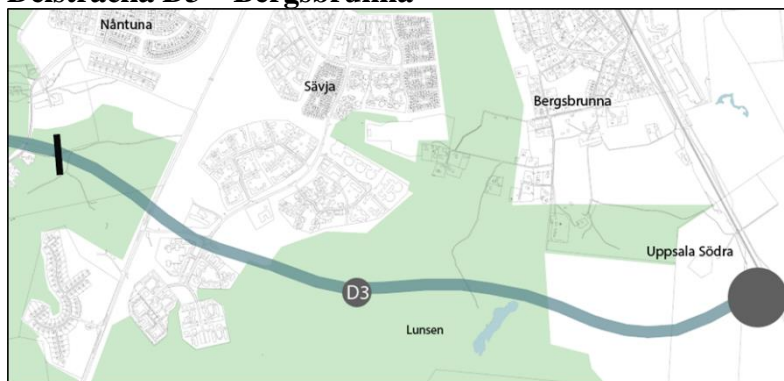 Delsträcka D3 – Bergsbrunna
Nåntuna
Sävja
Bergsbrunna
Uppsala Södra
D3
Lunsen